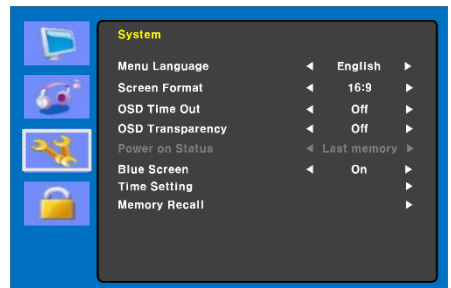 System
Menu Language ◀ English ▶
Screen Format ◀ 16:9 ▶
OSD Time Out ◀ Off ▶
OSD Transparency ◀ Off ▶
Power on Status ◀ Last memory ▶
Blue Screen ◀ On ▶
Time Setting ▶
Memory Recall ▶